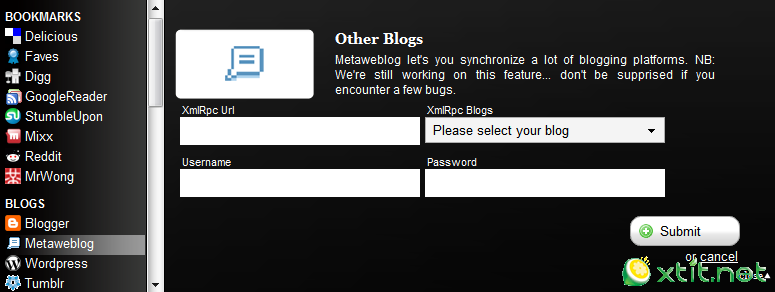 BOOKMARKS
Delicious
Faves
Digg
GoogleReader
StumbleUpon
Mixx
Reddit
MrWong
BLOGS
Blogger
Metaweblog
Wordpress
Tumblr
Other Blogs
Metaweblog let's you synchronize a lot of blogging platforms. NB:
We're still working on this feature... don't be supprised if you
encounter a few bugs.
XmlRpc Url
XmlRpc Blogs
Please select your blog
Username
Password
Submit
or cancel
xtit.net